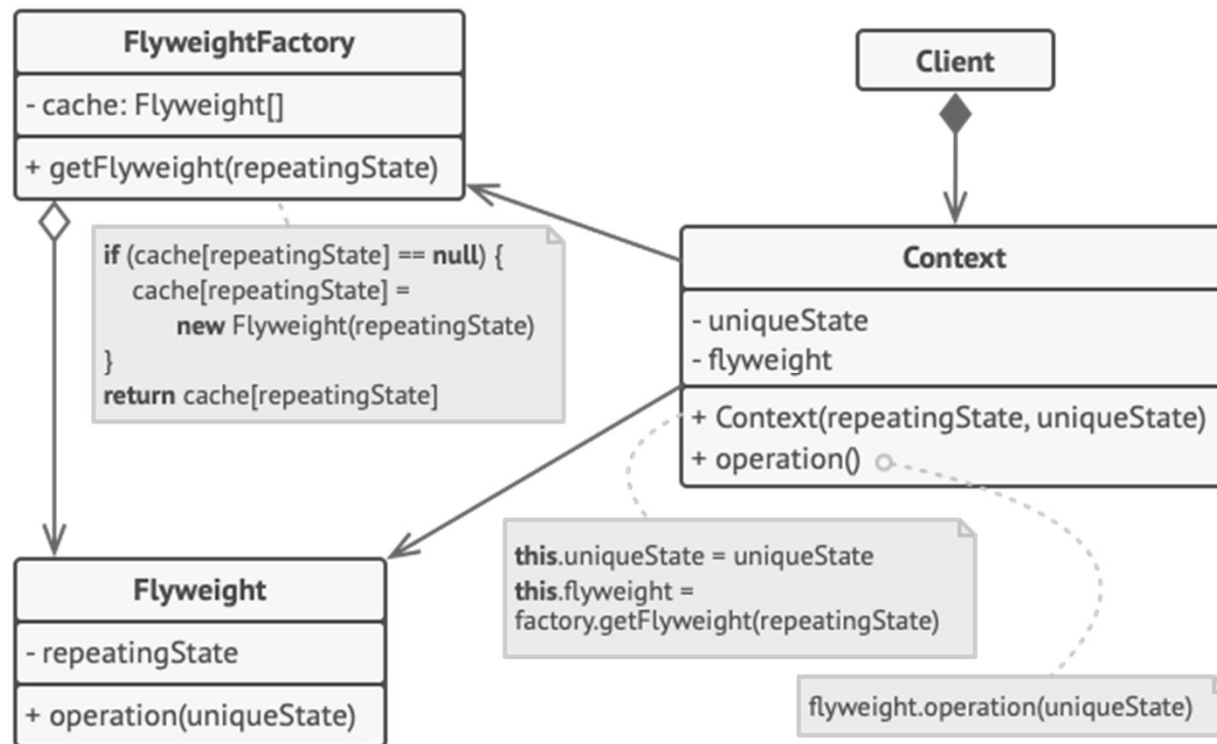 FlyweightFactory
- cache: Flyweight[]
+ getFlyweight(repeatingState)
if (cache[repeatingState] == null) {
cache[repeatingState] =
new Flyweight(repeatingState)
}
return cache[repeatingState]
Client
Context
- uniqueState
- flyweight
+ Context(repeatingState, uniqueState)
+ operation()
this.uniqueState = uniqueState
this.flyweight =
factory.getFlyweight(repeatingState)
Flyweight
- repeatingState
+ operation(uniqueState)
flyweight.operation(uniqueState)